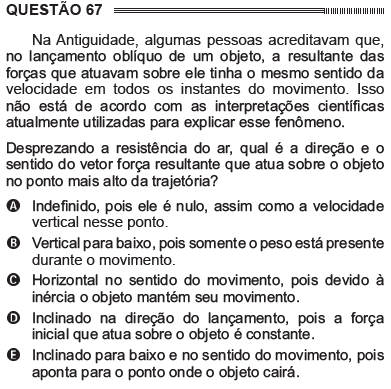 QUESTÃO 67
Na Antiguidade, algumas pessoas acreditavam que,
no lançamento oblíquo de um objeto, a resultante das
forças que atuavam sobre ele tinha o mesmo sentido da
velocidade em todos os instantes do movimento. Isso
não está de acordo com as interpretações científicas
atualmente utilizadas para explicar esse fenômeno.
Desprezando a resistência do ar, qual é a direção e o
sentido do vetor força resultante que atua sobre o objeto
no ponto mais alto da trajetória?
A Indefinido, pois ele é nulo, assim como a velocidade
vertical nesse ponto.
B Vertical para baixo, pois somente o peso está presente
durante o movimento.
C Horizontal no sentido do movimento, pois devido à
inércia o objeto mantém seu movimento.
D Inclinado na direção do lançamento, pois a força
inicial que atua sobre o objeto é constante.
E Inclinado para baixo e no sentido do movimento, pois
aponta para o ponto onde o objeto cairá.